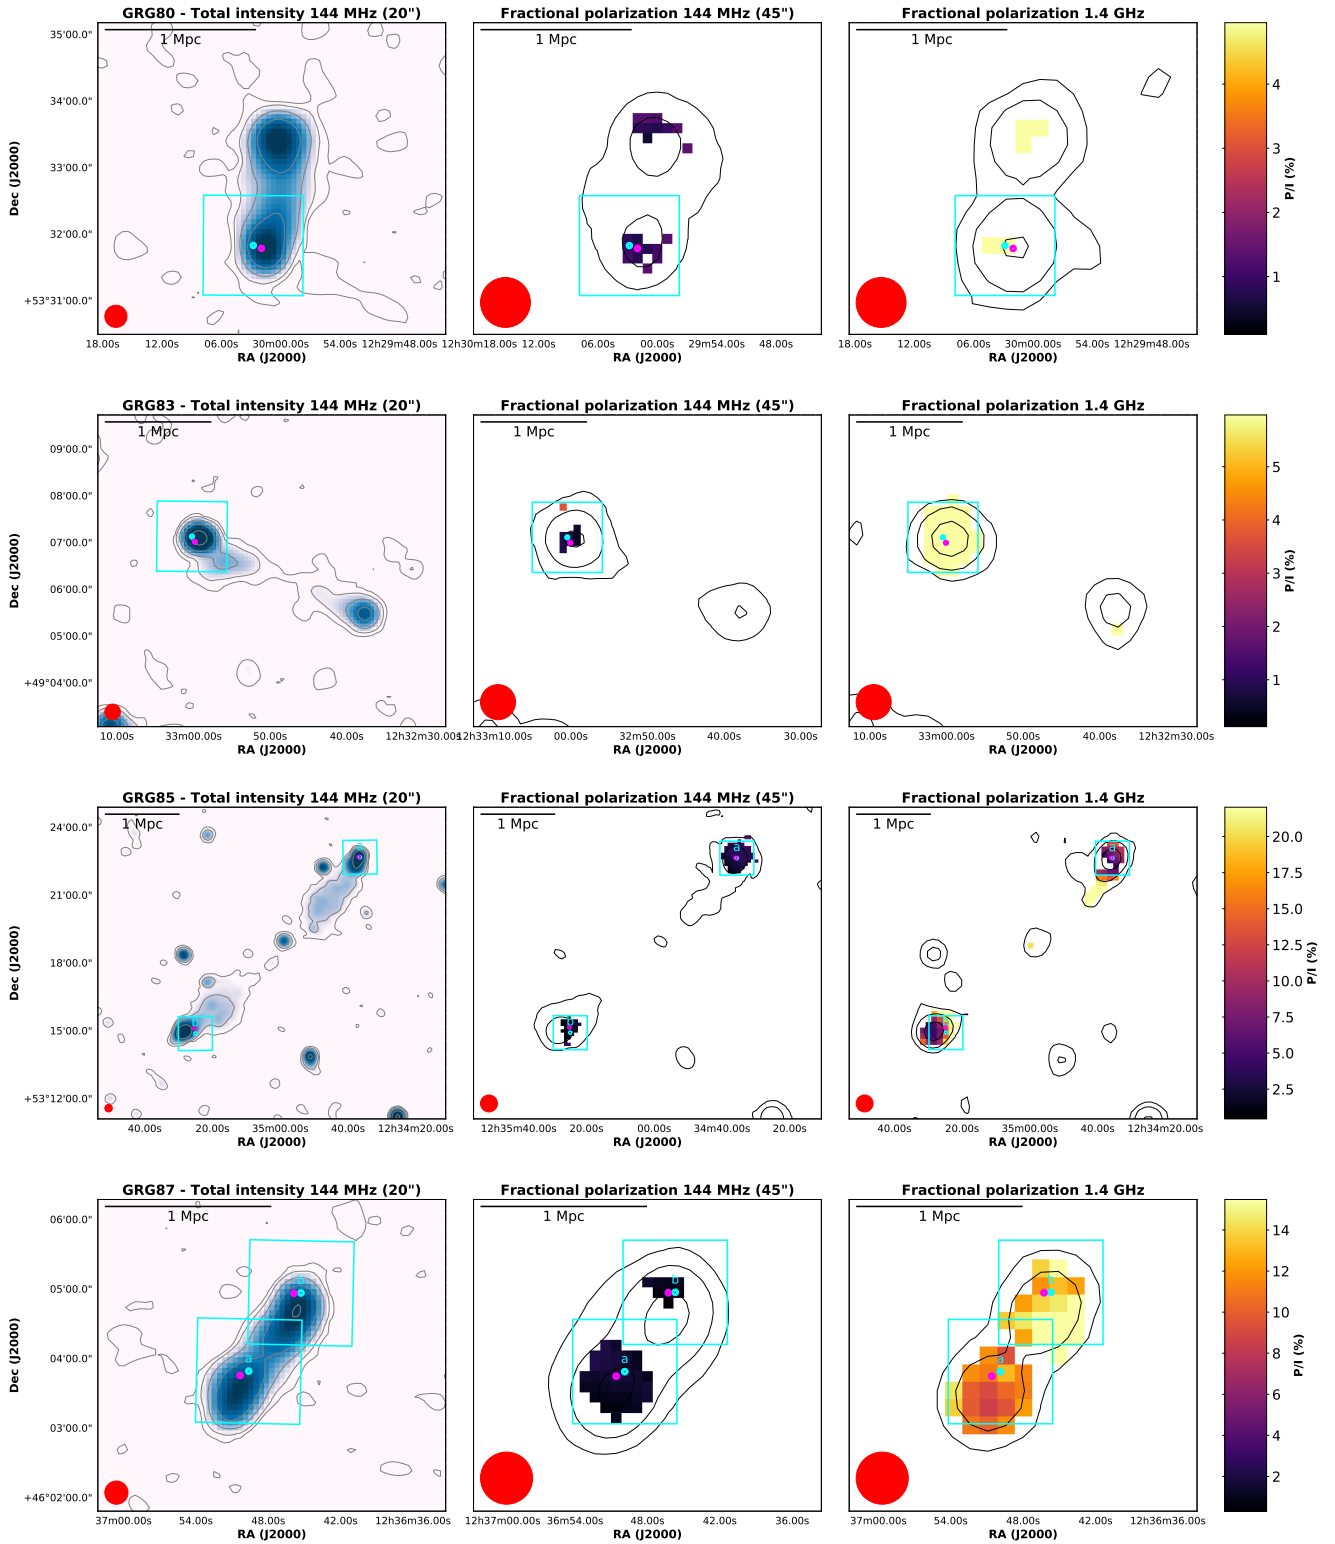 GRG80 - Total intensity 144 MHz (20")
Fractional polarization 144 MHz (45")
Fractional polarization 1.4 GHz
1 Mpc
1 Mpc
1 Mpc
35'00.0"
34'00.0"
33'00.0"
32'00.0"
+53°31'00.0"
Dec (J2000)
4
3
2
1
P/I (%)
18.00s 12.00s 06.00s 30m00.00s 54.00s 12h29m48.00s
12h30m18.00s 12.00s 06.00s 00.00s 29m54.00s 48.00s
18.00s 12.00s 06.00s 30m00.00s 54.00s 12h29m48.00s
RA (J2000)
RA (J2000)
RA (J2000)
GRG83 - Total intensity 144 MHz (20")
Fractional polarization 144 MHz (45")
Fractional polarization 1.4 GHz
1 Mpc
1 Mpc
1 Mpc
09'00.0"
08'00.0"
07'00.0"
06'00.0"
05'00.0"
+49°04'00.0"
Dec (J2000)
5
4
3
2
1
P/I (%)
10.00s 33m00.00s 50.00s 40.00s 12h32m30.00s
12h33m10.00s 00.00s 32m50.00s 40.00s 30.00s
10.00s 33m00.00s 50.00s 40.00s 12h32m30.00s
RA (J2000)
RA (J2000)
RA (J2000)
GRG85 - Total intensity 144 MHz (20")
Fractional polarization 144 MHz (45")
Fractional polarization 1.4 GHz
1 Mpc
1 Mpc
1 Mpc
24'00.0"
21'00.0"
18'00.0"
15'00.0"
+53°12'00.0"
Dec (J2000)
a
a
20.0
17.5
15.0
12.5
10.0
7.5
5.0
2.5
P/I (%)
40.00s 20.00s 35m00.00s 40.00s 12h34m20.00s
12h35m40.00s 20.00s 00.00s 34m40.00s 20.00s
40.00s 20.00s 35m00.00s 40.00s 12h34m20.00s
RA (J2000)
RA (J2000)
RA (J2000)
GRG87 - Total intensity 144 MHz (20")
Fractional polarization 144 MHz (45")
Fractional polarization 1.4 GHz
1 Mpc
1 Mpc
1 Mpc
06'00.0"
05'00.0"
04'00.0"
03'00.0"
+46°02'00.0"
Dec (J2000)
b
b
b
a
a
a
14
12
10
8
6
4
2
P/I (%)
37m00.00s 54.00s 48.00s 42.00s 12h36m36.00s
12h37m00.00s 36m54.00s 48.00s 42.00s 36.00s
37m00.00s 54.00s 48.00s 42.00s 12h36m36.00s
RA (J2000)
RA (J2000)
RA (J2000)